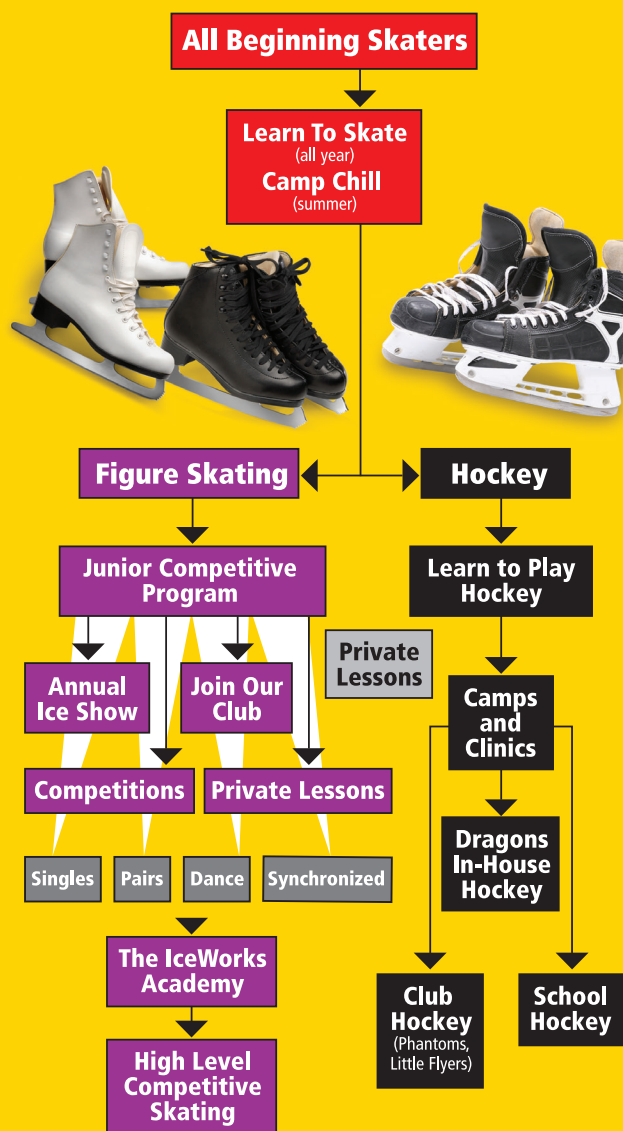 All Beginning Skaters
Learn To Skate
(all year)
Camp Chill
(summer)
Figure Skating
Hockey
Junior Competitive
Program
Learn to Play
Hockey
Private
Lessons
Annual
Ice Show
Join Our
Club
Camps
and
Clinics
Competitions
Private Lessons
Dragons
In-House
Hockey
Singles
Pairs
Dance
Synchronized
The IceWorks
Academy
Club
Hockey
(Phantoms,
Little Flyers)
School
Hockey
High Level
Competitive
Skating